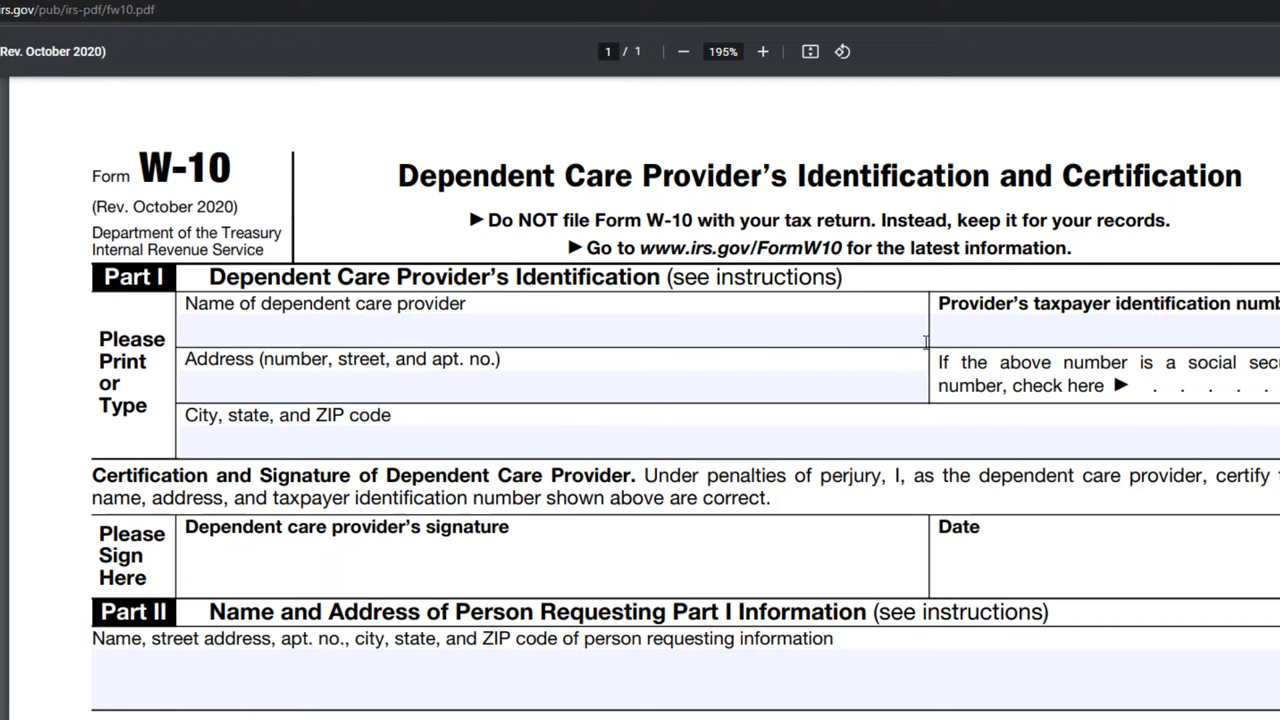 irs.gov/pub/irs-pdf/fw10.pdf
(Rev. October 2020)
1 / 1
195%
Form W-10
(Rev. October 2020)
Department of the Treasury
Internal Revenue Service
Dependent Care Provider's Identification and Certification
▶ Do NOT file Form W-10 with your tax return. Instead, keep it for your records.
▶ Go to www.irs.gov/FormW10 for the latest information.
Part I Dependent Care Provider's Identification (see instructions)
Please
Print
or
Type
Name of dependent care provider
Provider's taxpayer identification
Address (number, street, and apt. no.)
If the above number is a social
number, check here ▶ . . . . .
City, state, and ZIP code
Certification and Signature of Dependent Care Provider. Under penalties of perjury, I, as the dependent care provider, certify
name, address, and taxpayer identification number shown above are correct.
Please
Sign
Here
Dependent care provider's signature
Date
Part II Name and Address of Person Requesting Part I Information (see instructions)
Name, street address, apt. no., city, state, and ZIP code of person requesting information